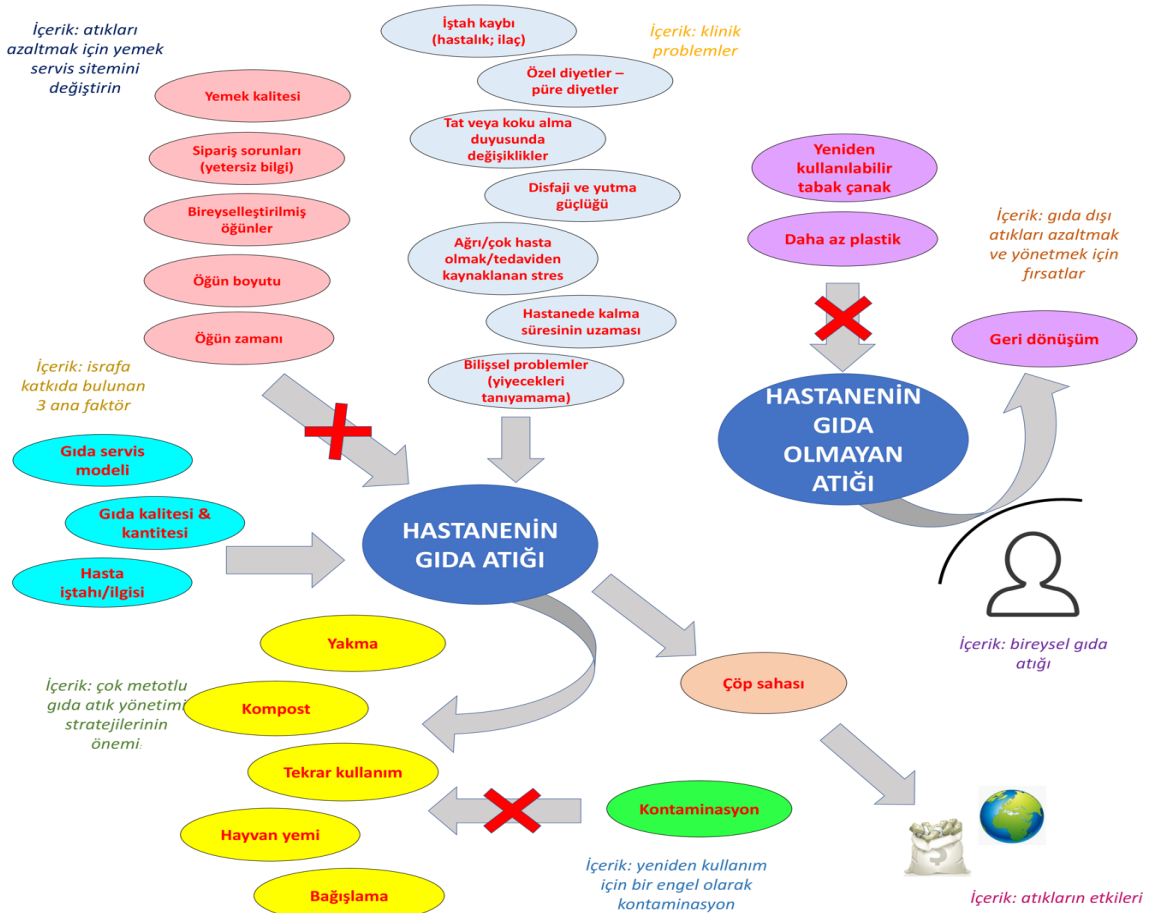 İçerik: atıkları
azaltmak için yemek
servis sitemini
değiştirin
Yemek kalitesi
Sipariş sorunları
(yetersiz bilgi)
Bireyselleştirilmiş
öğünler
Öğün boyutu
Öğün zamanı
İştah kaybı
(hastalık; ilaç)
Özel diyetler –
püre diyetler
Tat veya koku alma
duyusunda
değişiklikler
Disfaji ve yutma
güçlüğü
Ağrı/çok hasta
olmak/tedaviden
kaynaklanan stres
Hastanede kalma
süresinin uzaması
Bilişsel problemler
(yiyecekleri
tanıyamama)
İçerik: klinik
problemler
Yeniden
kullanılabilir
tabak çanak
Daha az plastik
İçerik: gıda dışı
atıkları azaltmak
ve yönetmek için
fırsatlar
Geri dönüşüm
HASTANENİN
GIDA
OLMAYAN
ATIĞI
İçerik: israfa
katkıda bulunan
3 ana faktör
Gıda servis
modeli
Gıda kalitesi &
kantitesi
Hasta
iştahı/ilgisi
HASTANENİN
GIDA ATIĞI
İçerik: bireysel gıda
atığı
Yakma
Kompost
Tekrar kullanım
Hayvan yemi
Bağışlama
İçerik: çok metotlu
gıda atık yönetimi
stratejilerinin
önemi:
Çöp sahası
Kontaminasyon
İçerik: yeniden kullanım
için bir engel olarak
kontaminasyon
İçerik: atıkların etkileri